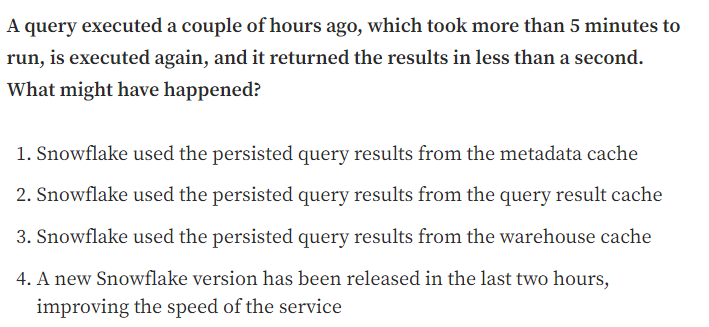 A query executed a couple of hours ago, which took more than 5 minutes to
run, is executed again, and it returned the results in less than a second.
What might have happened?
1. Snowflake used the persisted query results from the metadata cache
2. Snowflake used the persisted query results from the query result cache
3. Snowflake used the persisted query results from the warehouse cache
4. A new Snowflake version has been released in the last two hours,
improving the speed of the service